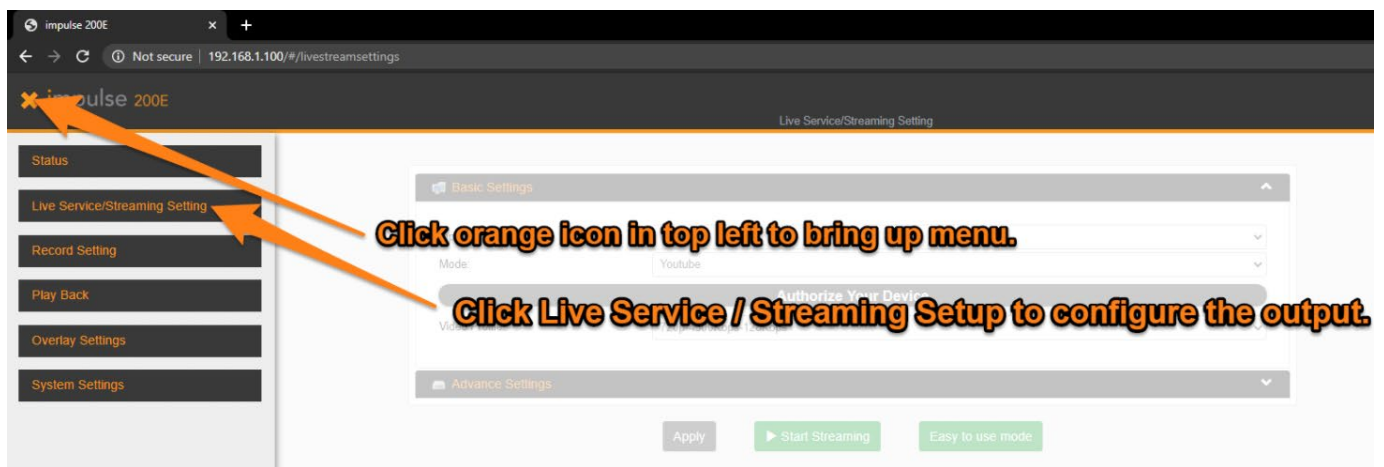 impulse 200E
Not secure | 192.168.1.100/#/livestreamsettings
impulse 200E
Live Service/Streaming Setting
Status
Live Service/Streaming Setting
Record Setting
Play Back
Overlay Settings
System Settings
Basic Settings
Click orange icon in top left to bring up menu.
Mode:
Youtube
Authorize Your Device
Click Live Service / Streaming Setup to configure the output.
Advance Settings
Apply
Start Streaming
Easy to use mode